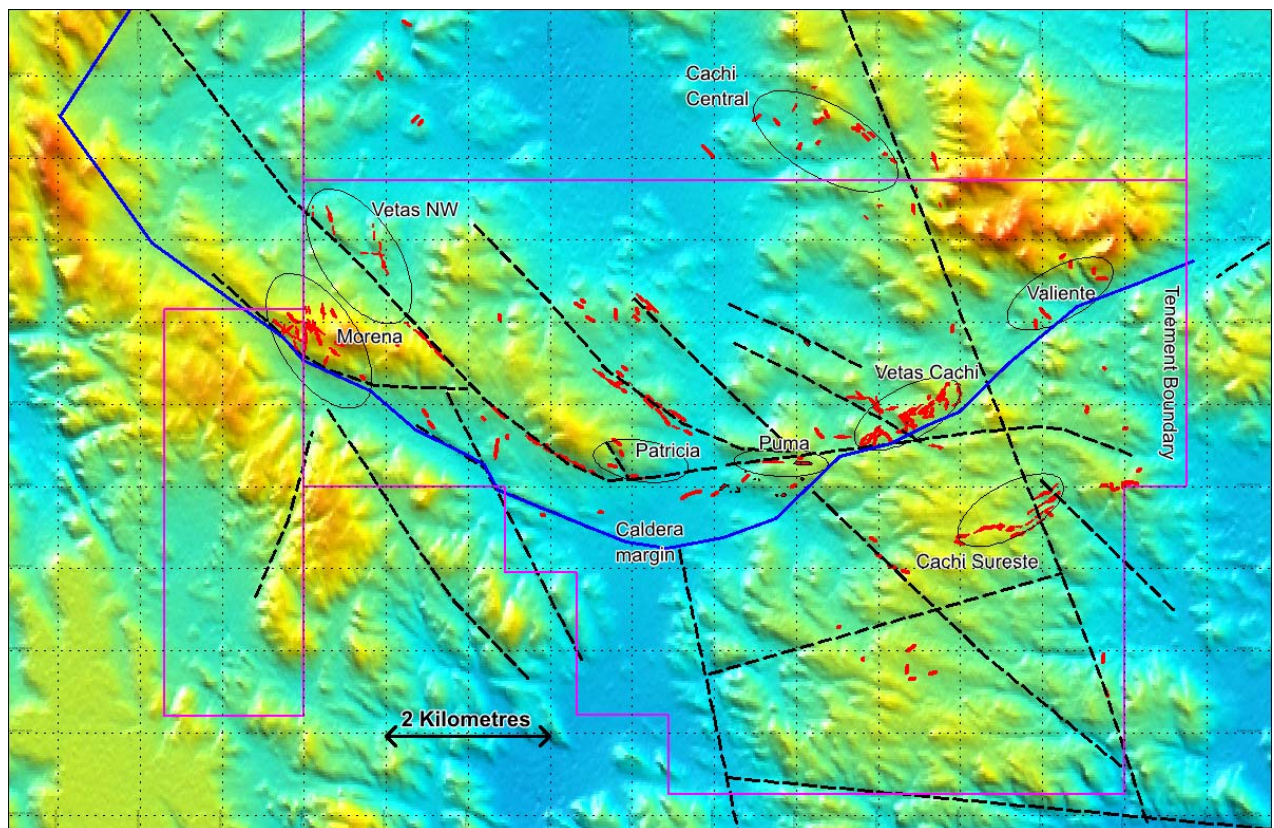 Cachi
Central
Vetas NW
Valiente
Morena
Tenement Boundary
Vetas Cachi
Patricia
Puma
Caldera
margin
Cachi Sureste
2 Kilometres